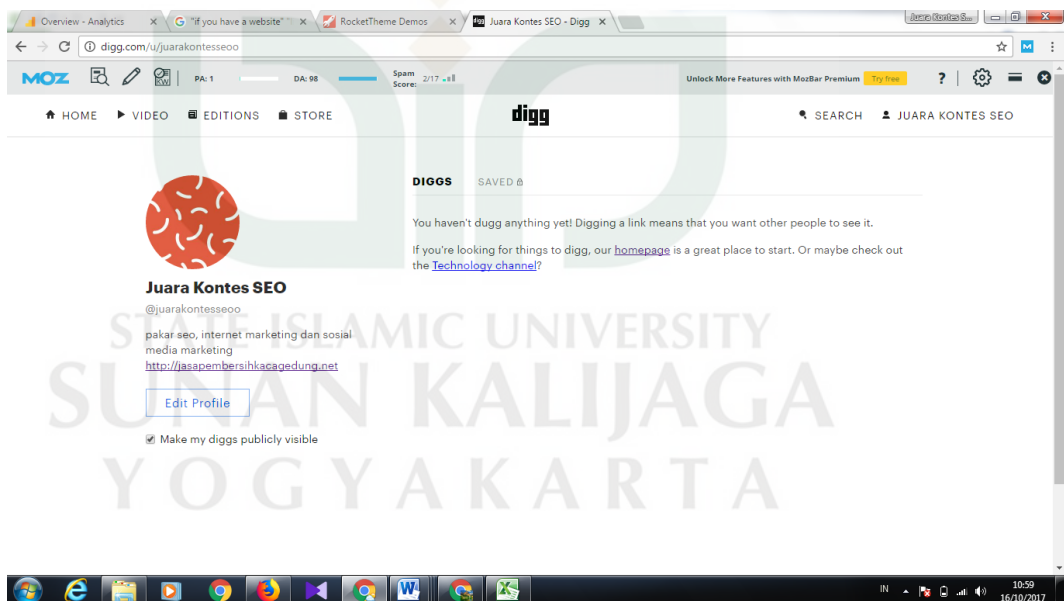 Overview - Analytics
"if you have a website"
RocketTheme Demos
Juara Kontes SEO - Digg
Juara Kontes S...
digg.com/u/juarakontesseoo
MOZ
PA: 1
DA: 98
Spam Score: 2/17
Unlock More Features with MozBar Premium
Try free
?
HOME
VIDEO
EDITIONS
STORE
digg
SEARCH
JUARA KONTES SEO
DIGGS
SAVED
You haven't dugg anything yet! Digging a link means that you want other people to see it.
If you're looking for things to digg, our homepage is a great place to start. Or maybe check out
the Technology channel?
Juara Kontes SEO
@juarakontesseoo
pakar seo, internet marketing dan sosial
media marketing
http://jasapembersihkacagedung.net
Edit Profile
Make my diggs publicly visible
STATE ISLAMIC UNIVERSITY
SUNAN KALIJAGA
YOGYAKARTA
IN
10:59
16/10/2017